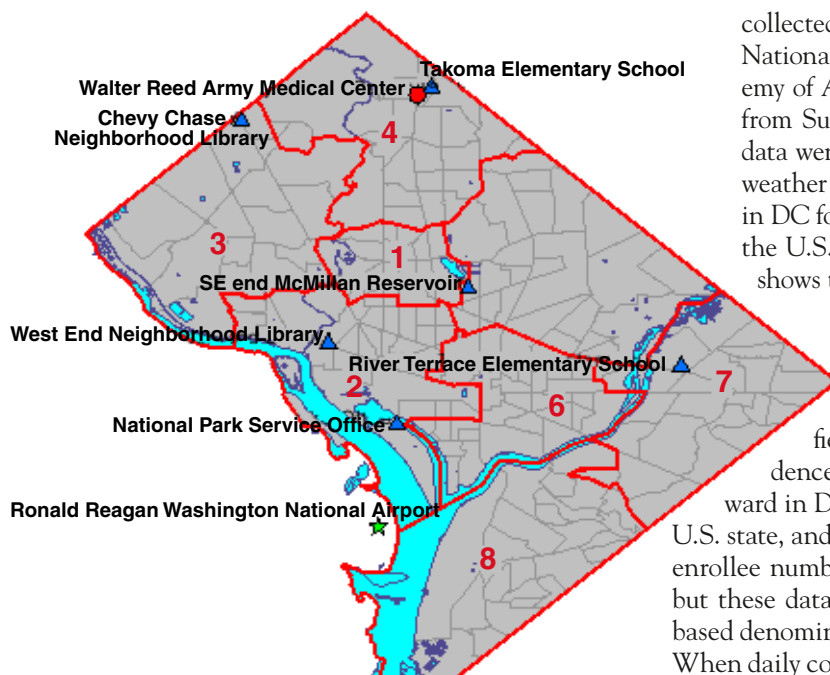 Takoma Elementary School
Walter Reed Army Medical Center
Chevy Chase
Neighborhood Library
4
3
1
SE end McMillan Reservoir
West End Neighborhood Library
River Terrace Elementary School
7
2
6
National Park Service Office
Ronald Reagan Washington National Airport
8
collected
National
emy of A
from Su
data wer
weather
in DC fo
the U.S.
shows t
fie
dence
ward in D
U.S. state, and
enrollee numb
but these data
based denomin
When daily co